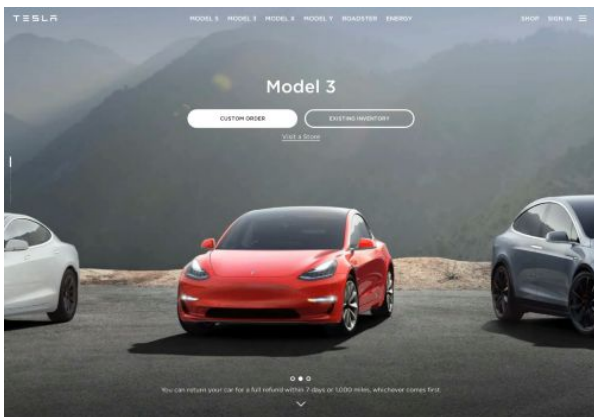 TESLA
MODEL S MODEL 3 MODEL X MODEL Y ROADSTER ENERGY
SHOP SIGN IN
Model 3
CUSTOM ORDER
EXISTING INVENTORY
Visit a Store
You can return your car for a full refund within 7 days or 1,000 miles, whichever comes first.